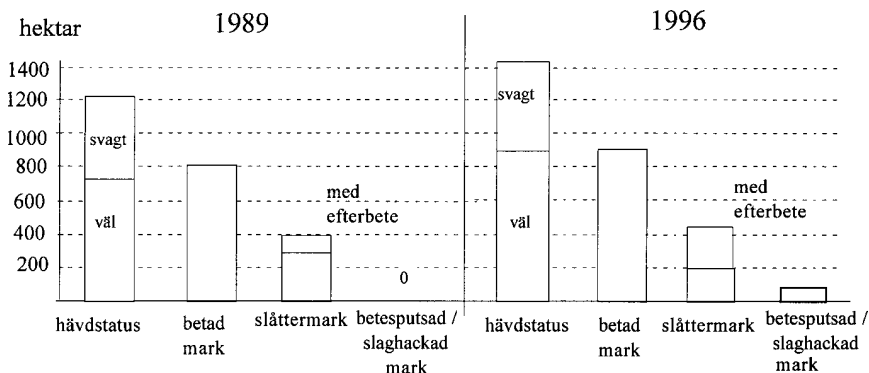 hektar
1989
1996
1400
1200
1000
800
600
400
200
svagt
väl
med
efterbete
0
hävdstatus
betad
mark
slåttermark
betesputsad /
slaghackad
mark
svagt
väl
med
efterbete
hävdstatus
betad
mark
slåttermark
betesputsad /
slaghackad
mark